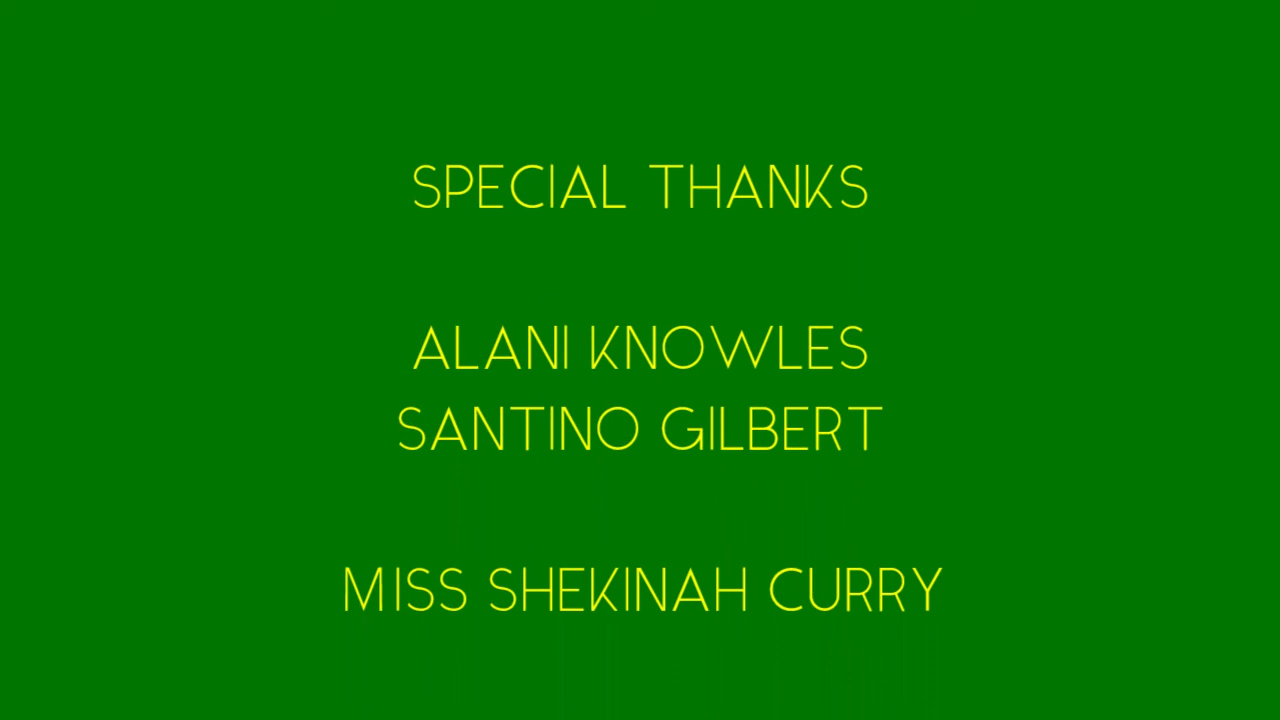 SPECIAL THANKS
ALANI KNOWLES
SANTINO GILBERT
MISS SHEKINAH CURRY